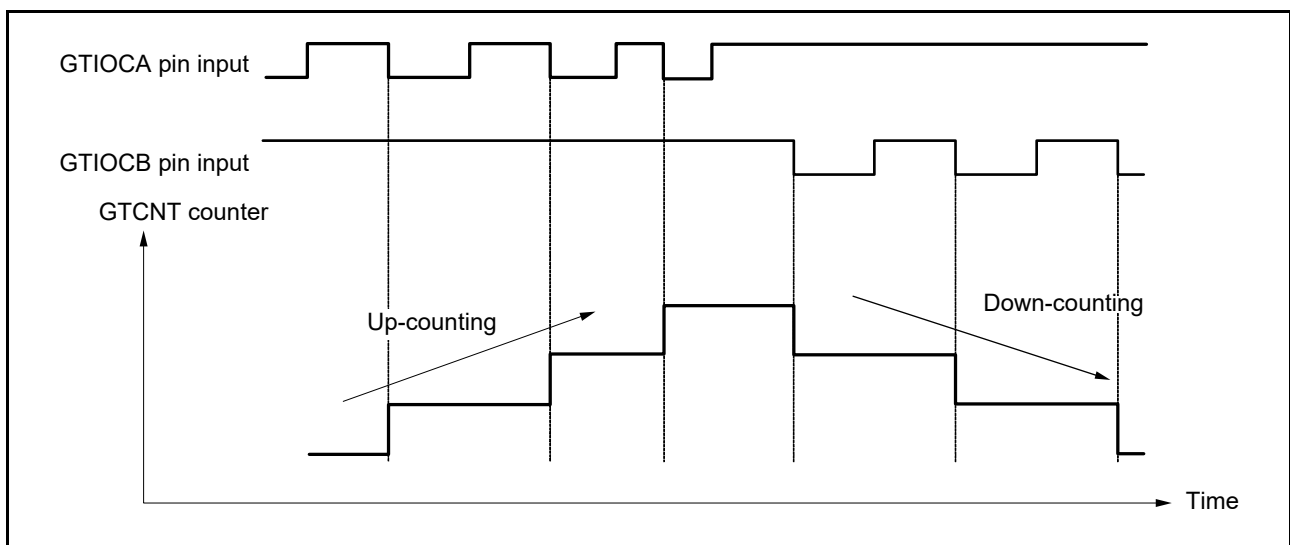 GTIOCA pin input
GTIOCB pin input
GTCNT counter
Up-counting
Down-counting
Time